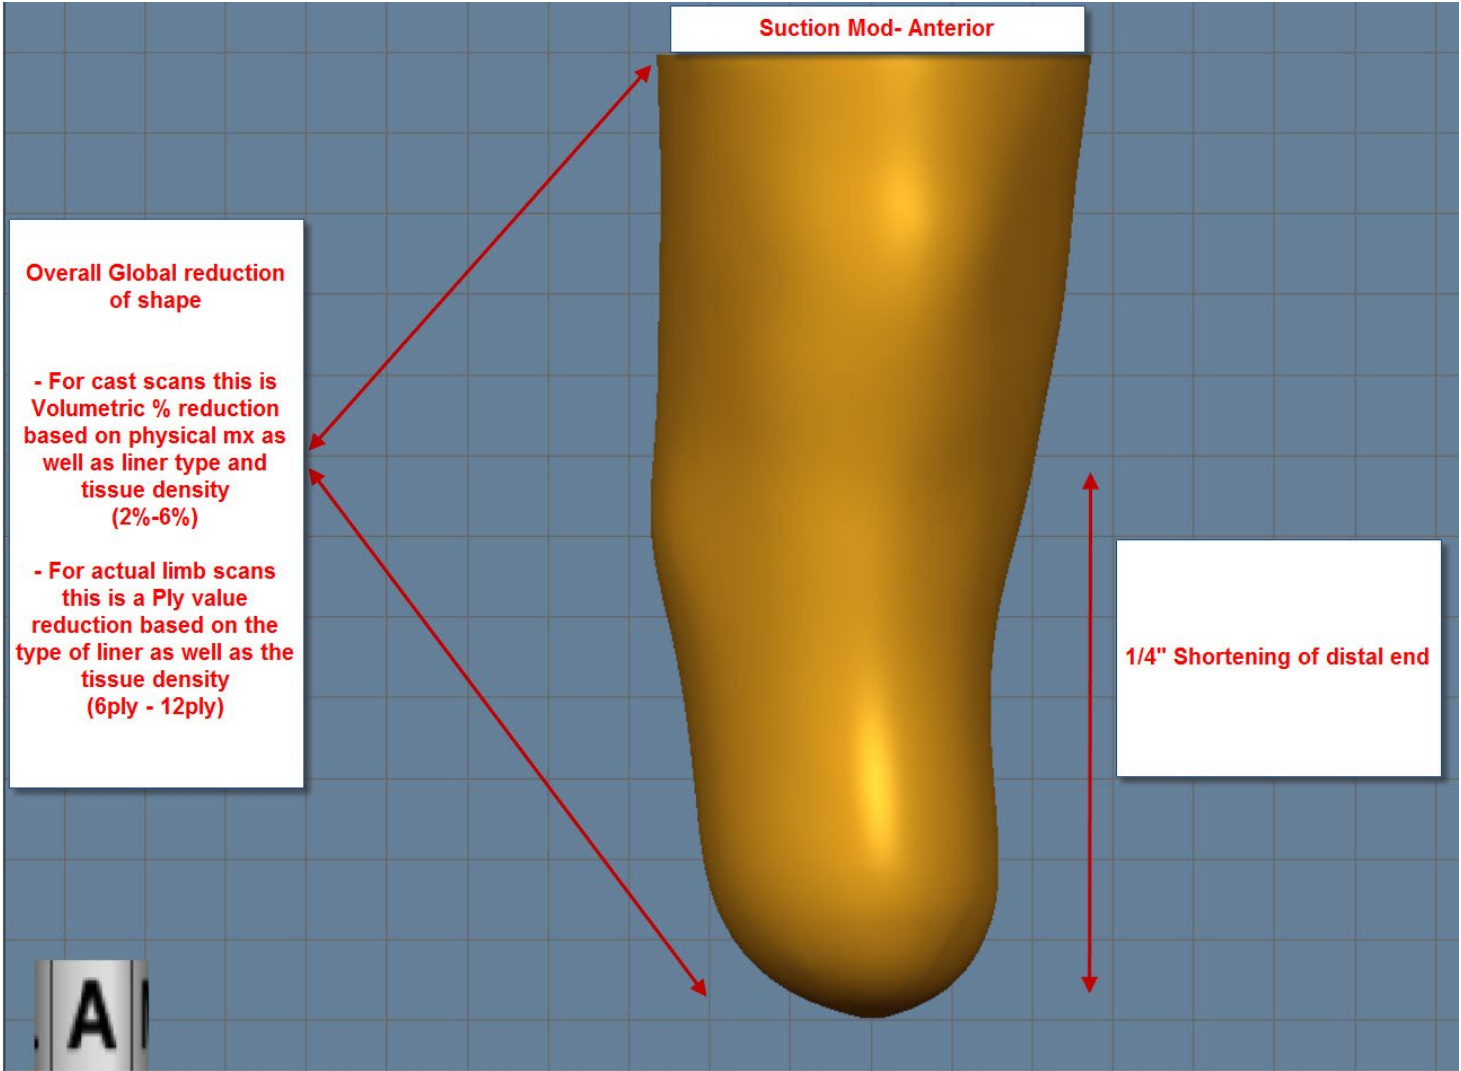 Suction Mod- Anterior
Overall Global reduction
of shape
- For cast scans this is
Volumetric % reduction
based on physical mx as
well as liner type and
tissue density
(2%-6%)
- For actual limb scans
this is a Ply value
reduction based on the
type of liner as well as the
tissue density
(6ply - 12ply)
1/4" Shortening of distal end
A